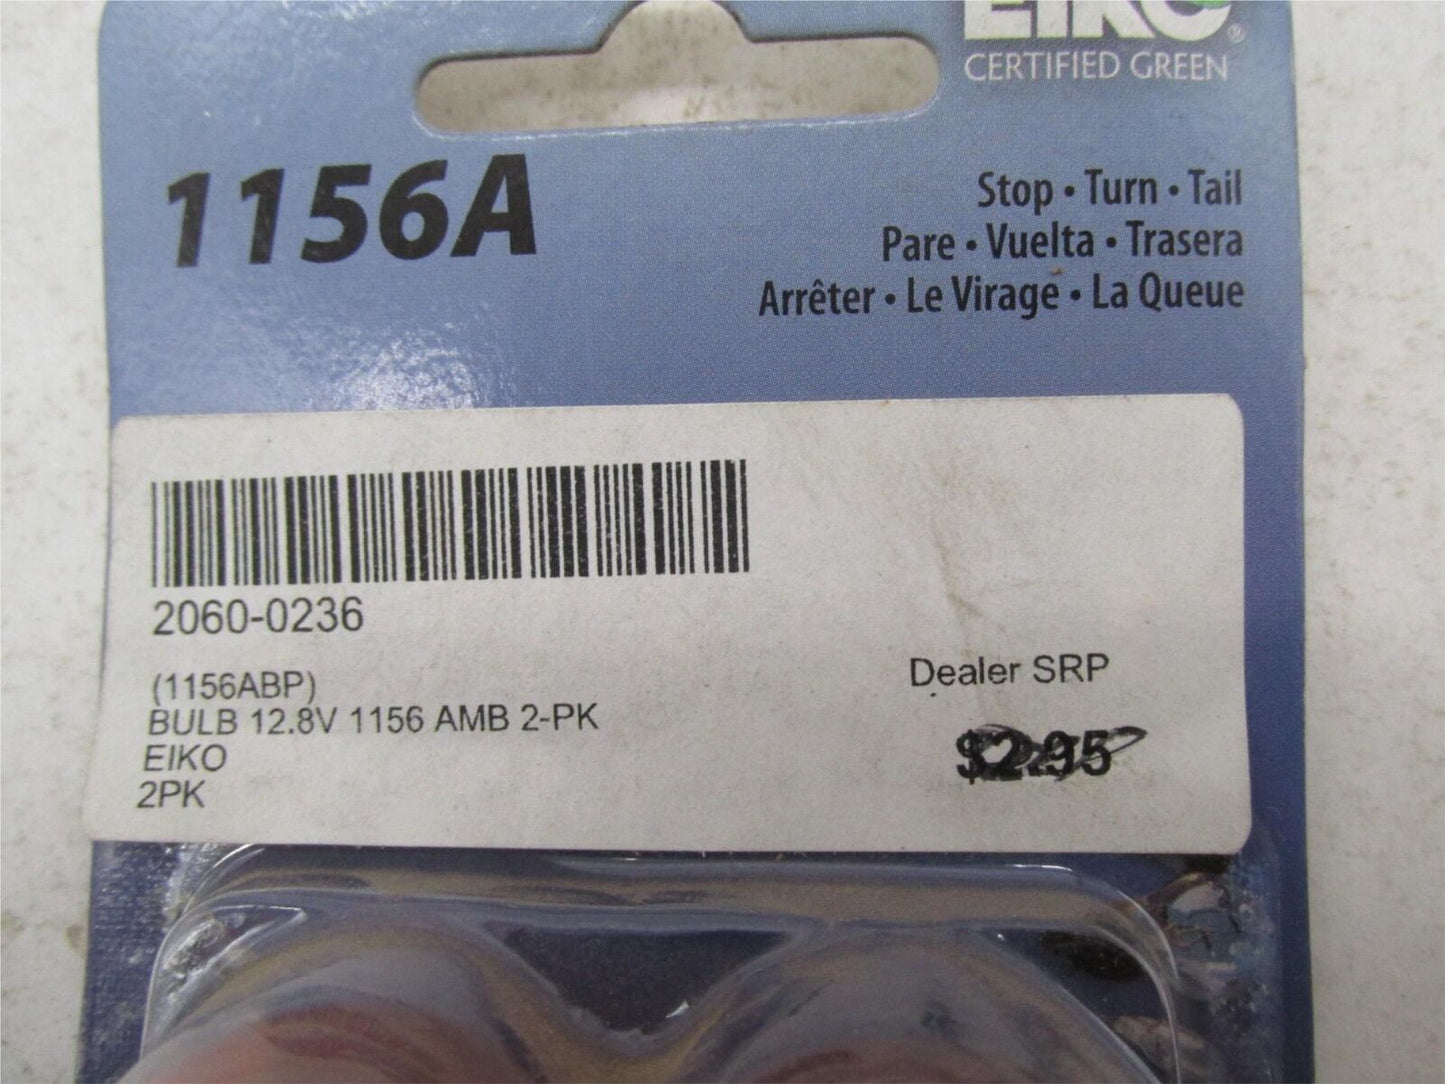 EIKO®
CERTIFIED GREEN
1156A
Stop • Turn • Tail
Pare • Vuelta • Trasera
Arrêter • Le Virage • La Queue
2060-0236
(1156ABP)
BULB 12.8V 1156 AMB 2-PK
EIKO
2PK
Dealer SRP
$2.95